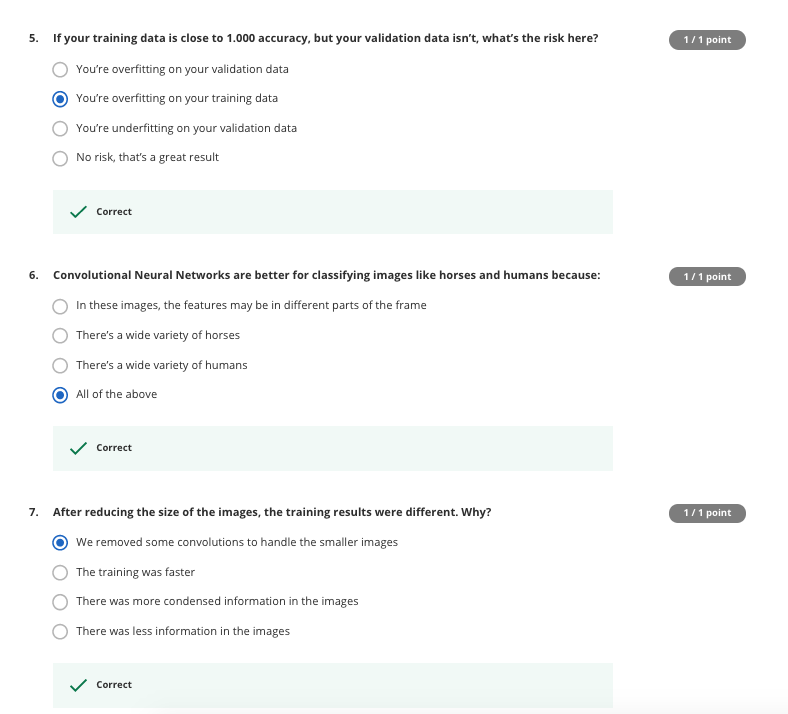 5. If your training data is close to 1.000 accuracy, but your validation data isn’t, what’s the risk here? 1 / 1 point
You’re overfitting on your validation data
You’re overfitting on your training data
You’re underfitting on your validation data
No risk, that’s a great result
Correct
6. Convolutional Neural Networks are better for classifying images like horses and humans because: 1 / 1 point
In these images, the features may be in different parts of the frame
There’s a wide variety of horses
There’s a wide variety of humans
All of the above
Correct
7. After reducing the size of the images, the training results were different. Why? 1 / 1 point
We removed some convolutions to handle the smaller images
The training was faster
There was more condensed information in the images
There was less information in the images
Correct